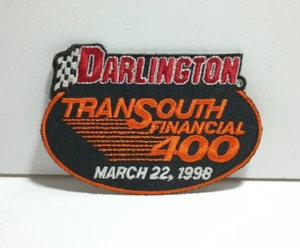 DARLINGTON
TRANSOUTH
FINANCIAL
400
MARCH 22, 1998